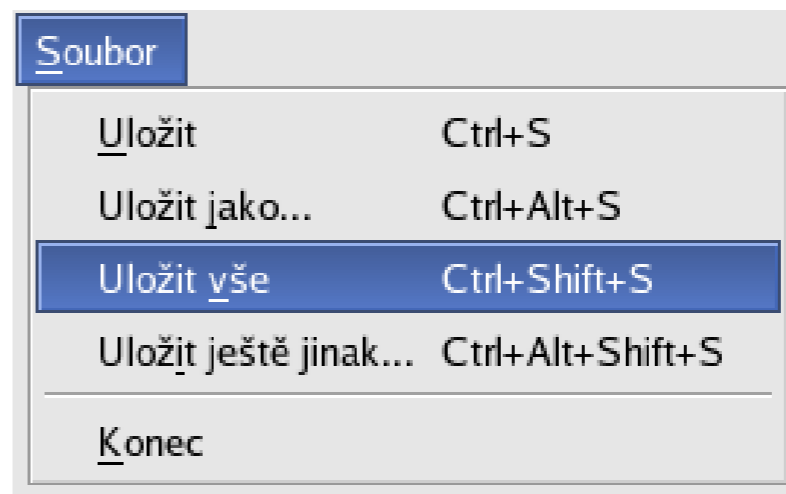 Soubor
Uložit Ctrl+S
Uložit jako... Ctrl+Alt+S
Uložit vše Ctrl+Shift+S
Uložit ještě jinak... Ctrl+Alt+Shift+S
Konec